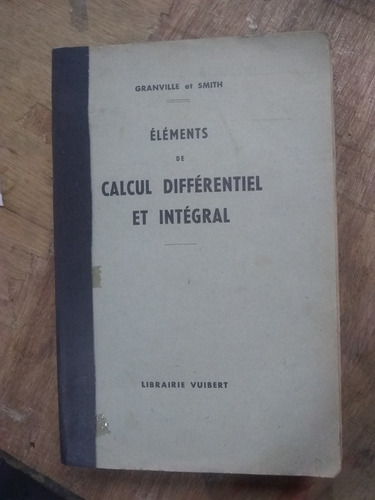 GRANVILLE et SMITH
ÉLÉMENTS
DE
CALCUL DIFFÉRENTIEL
ET INTÉGRAL
LIBRAIRIE VUIBERT